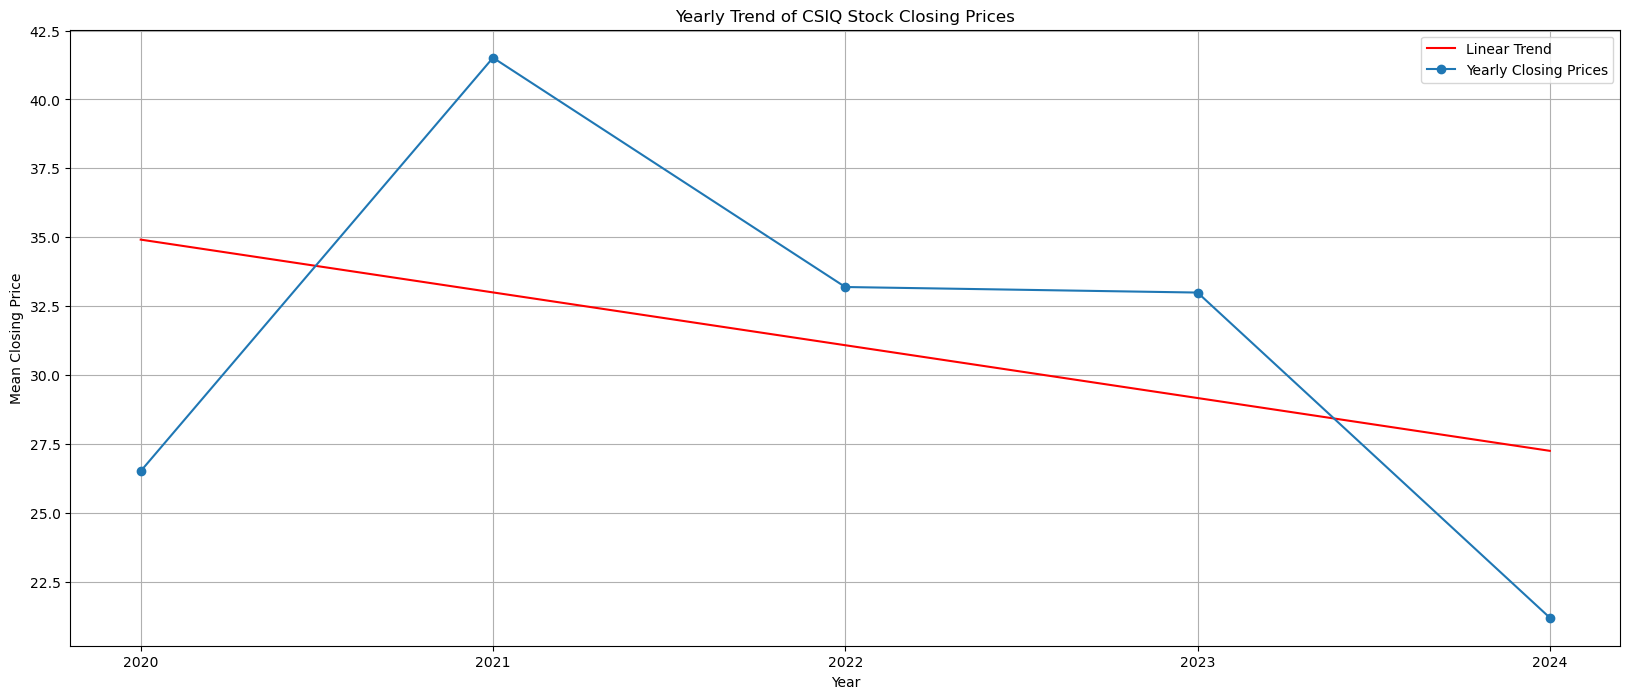 Yearly Trend of CSIQ Stock Closing Prices
Linear Trend
Yearly Closing Prices
Mean Closing Price
42.5
40.0
37.5
35.0
32.5
30.0
27.5
25.0
22.5
2020 2021 2022 2023 2024
Year